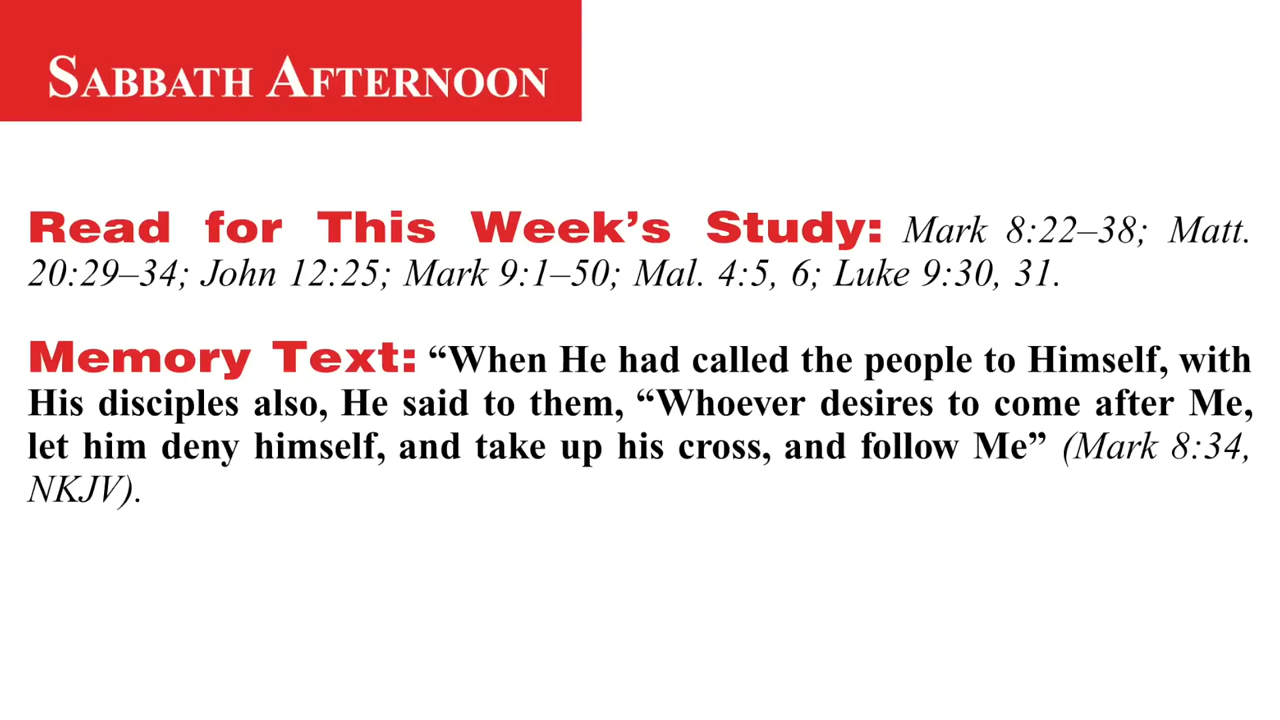 SABBATH AFTERNOON
Read for This Week’s Study: Mark 8:22–38; Matt.
20:29–34; John 12:25; Mark 9:1–50; Mal. 4:5, 6; Luke 9:30, 31.
Memory Text: “When He had called the people to Himself, with
His disciples also, He said to them, “Whoever desires to come after Me,
let him deny himself, and take up his cross, and follow Me” (Mark 8:34,
NKJV).